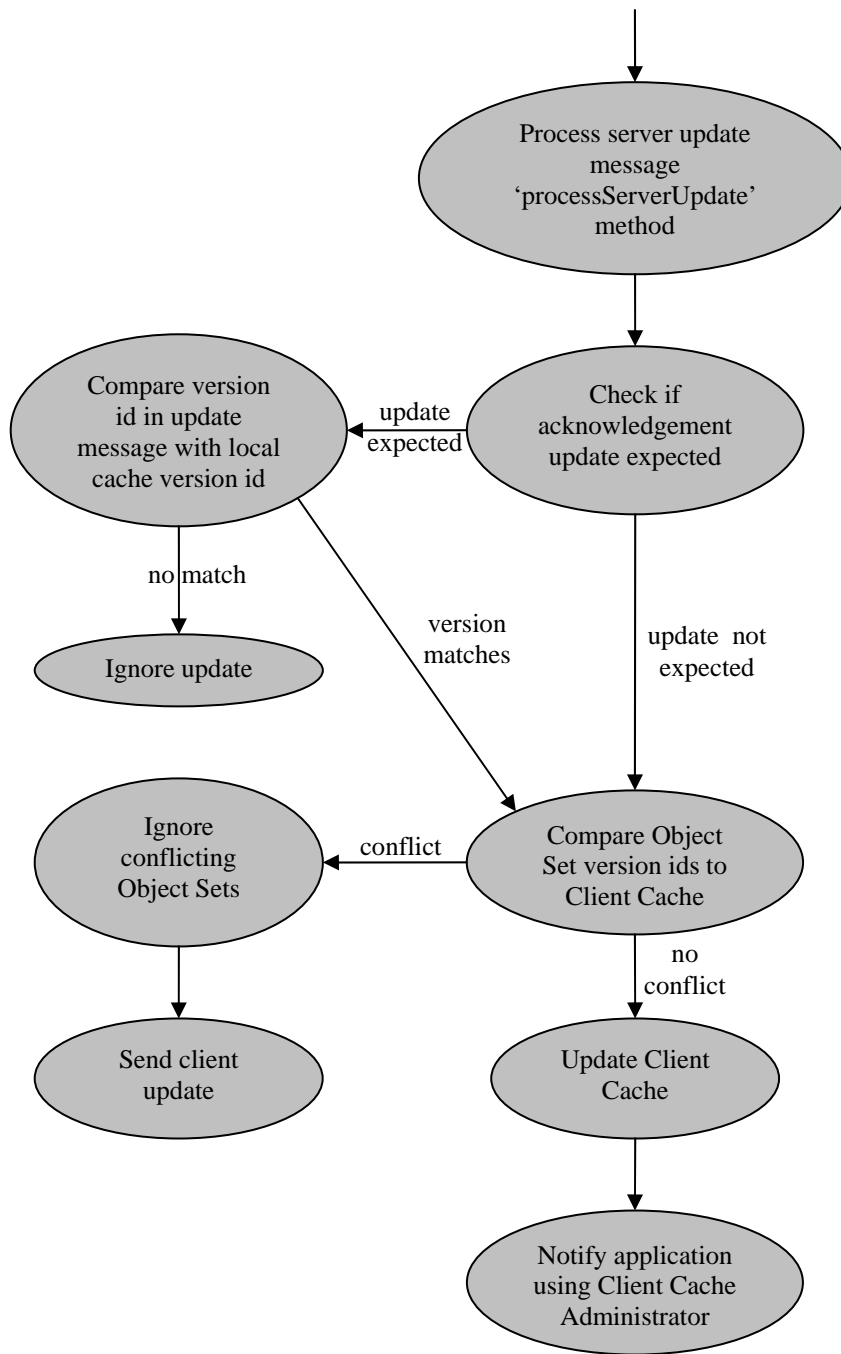 Process server update
message
‘processServerUpdate’
method
Compare version
id in update
message with local
cache version id
update
expected
Check if
acknowledgement
update expected
no match
version
matches
update not
expected
Ignore update
Ignore
conflicting
Object Sets
conflict
Compare Object
Set version ids to
Client Cache
no
conflict
Send client
update
Update Client
Cache
Notify application
using Client Cache
Administrator